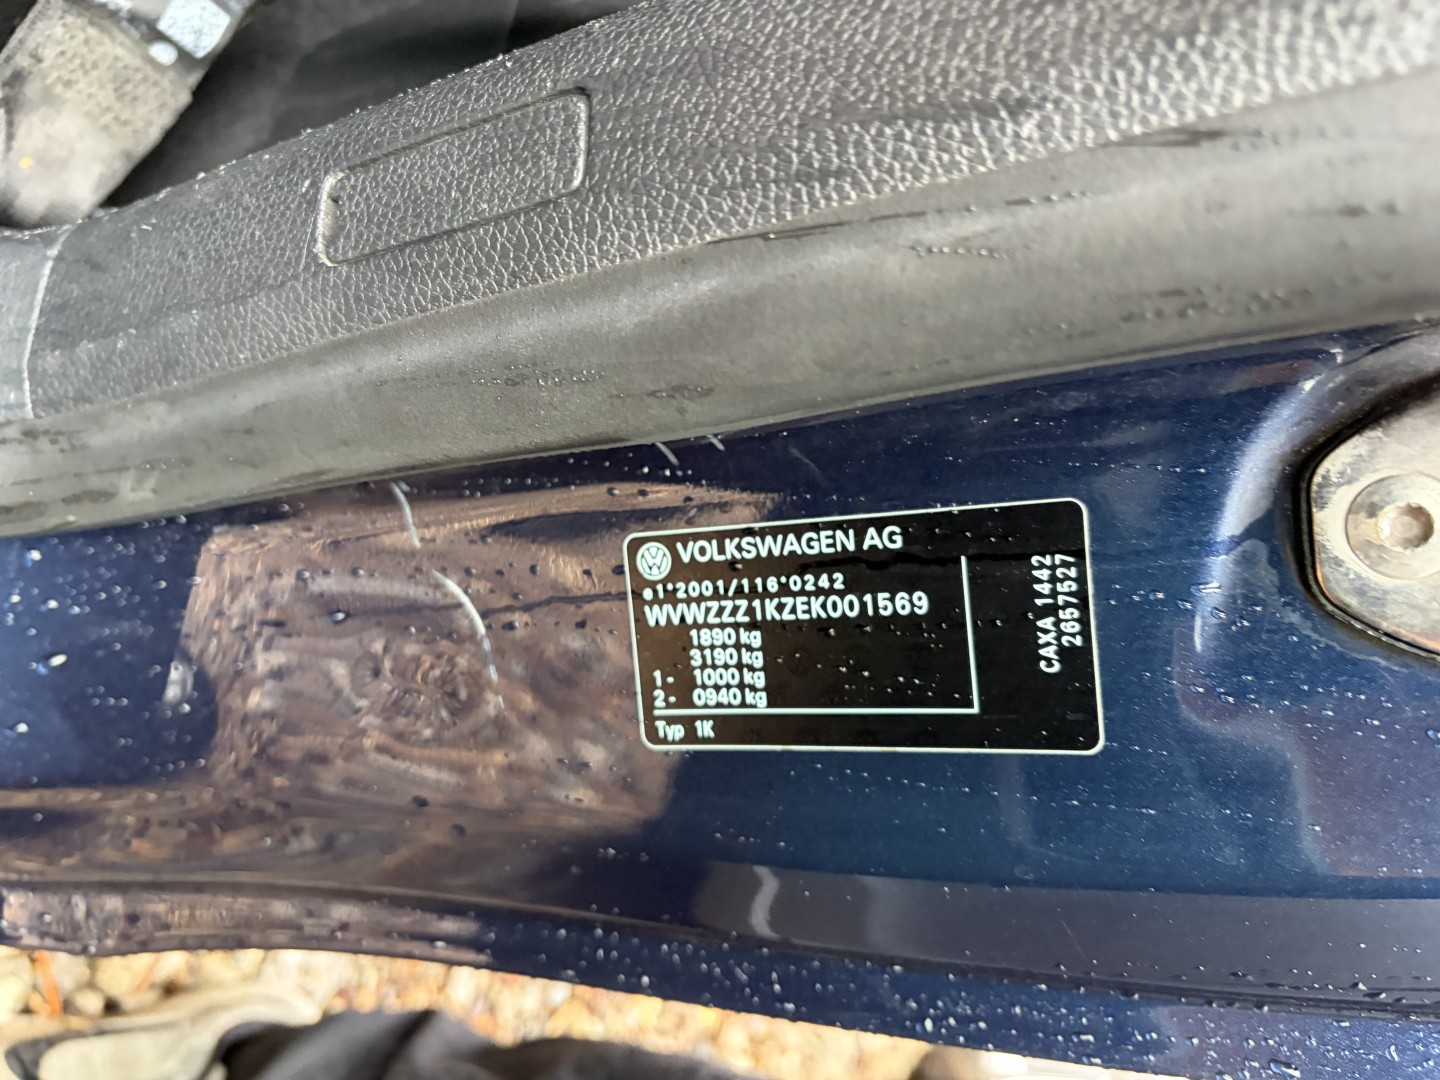 VOLKSWAGEN AG
e1*2001/116*0242
WVWZZZ1KZEK001569
1890 kg
3190 kg
1- 1000 kg
2- 0940 kg
Typ 1K
CAXA 1442
2657527